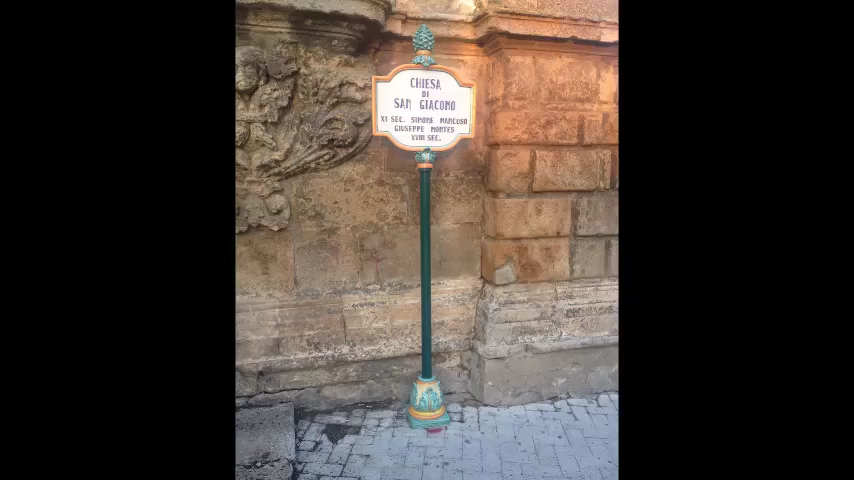 CHIESA
DI
SAN GIACOMO
XI SEC. SIMONE MANCUSO
GIUSEPPE MONTES
XVIII SEC.